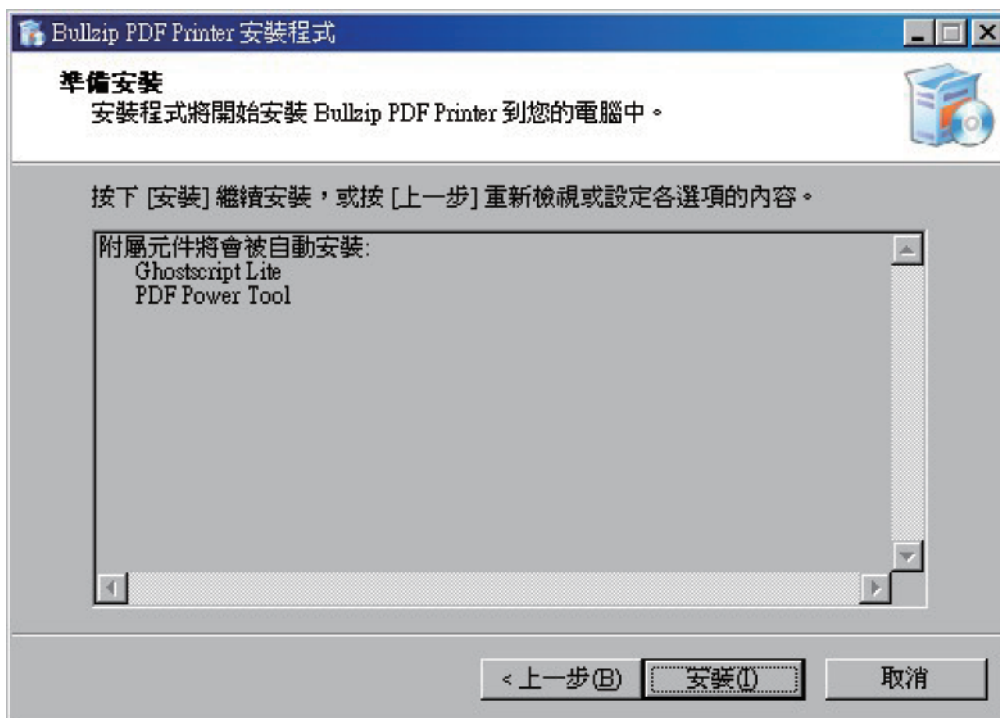 Bullzip PDF Printer 安裝程式
準備安裝
安裝程式將開始安裝 Bullzip PDF Printer 到您的電腦中。
按下 [安裝] 繼續安裝，或按 [上一步] 重新檢視或設定各選項的內容。
附屬元件將會被自動安裝:
Ghostscript Lite
PDF Power Tool
< 上一步(B)
安裝(I)
取消